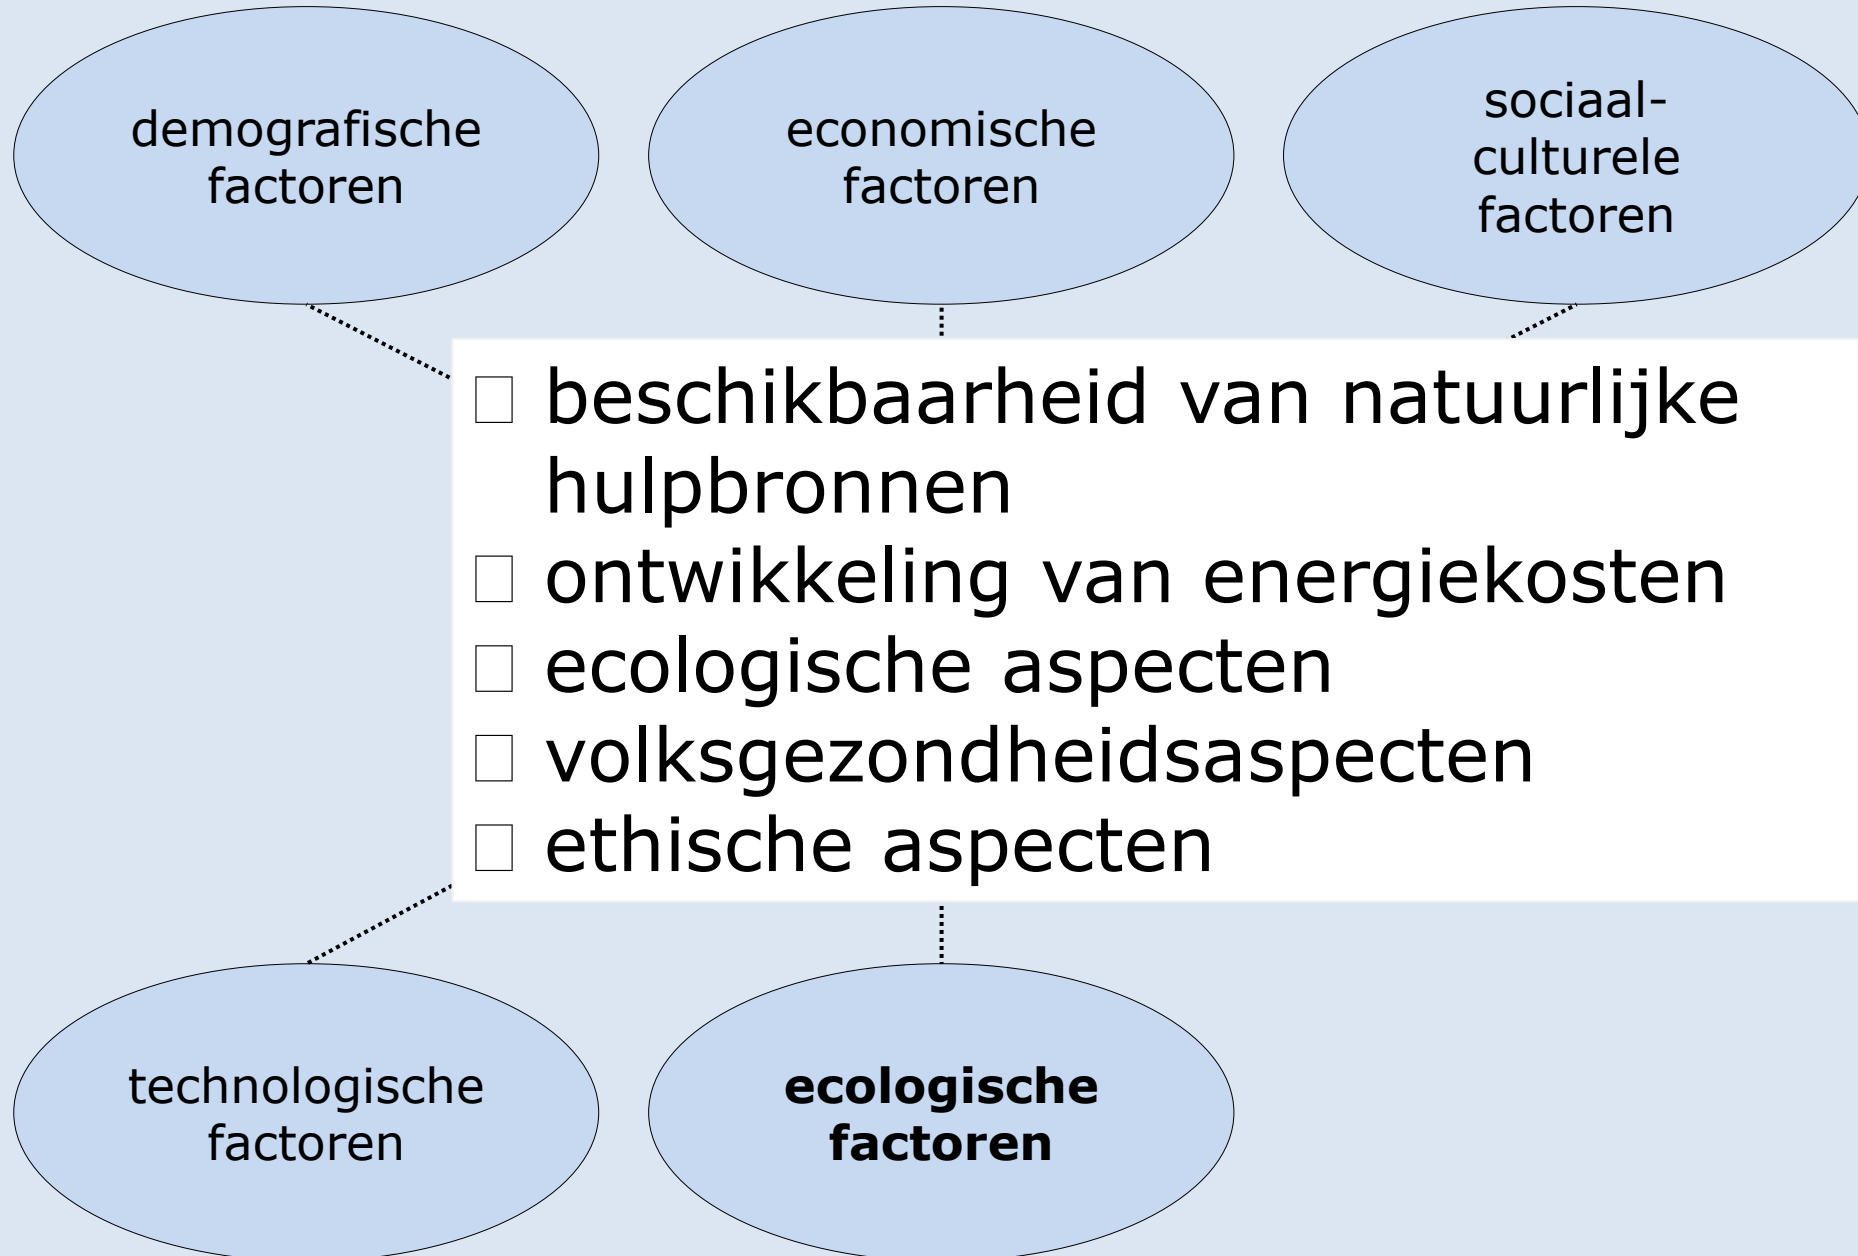 demografische
factoren
economische
factoren
sociaal-
culturele
factoren
beschikbaarheid van natuurlijke
hulpbronnen
ontwikkeling van energiekosten
ecologische aspecten
volksgezondheidsaspecten
ethische aspecten
technologische
factoren
ecologische
factoren